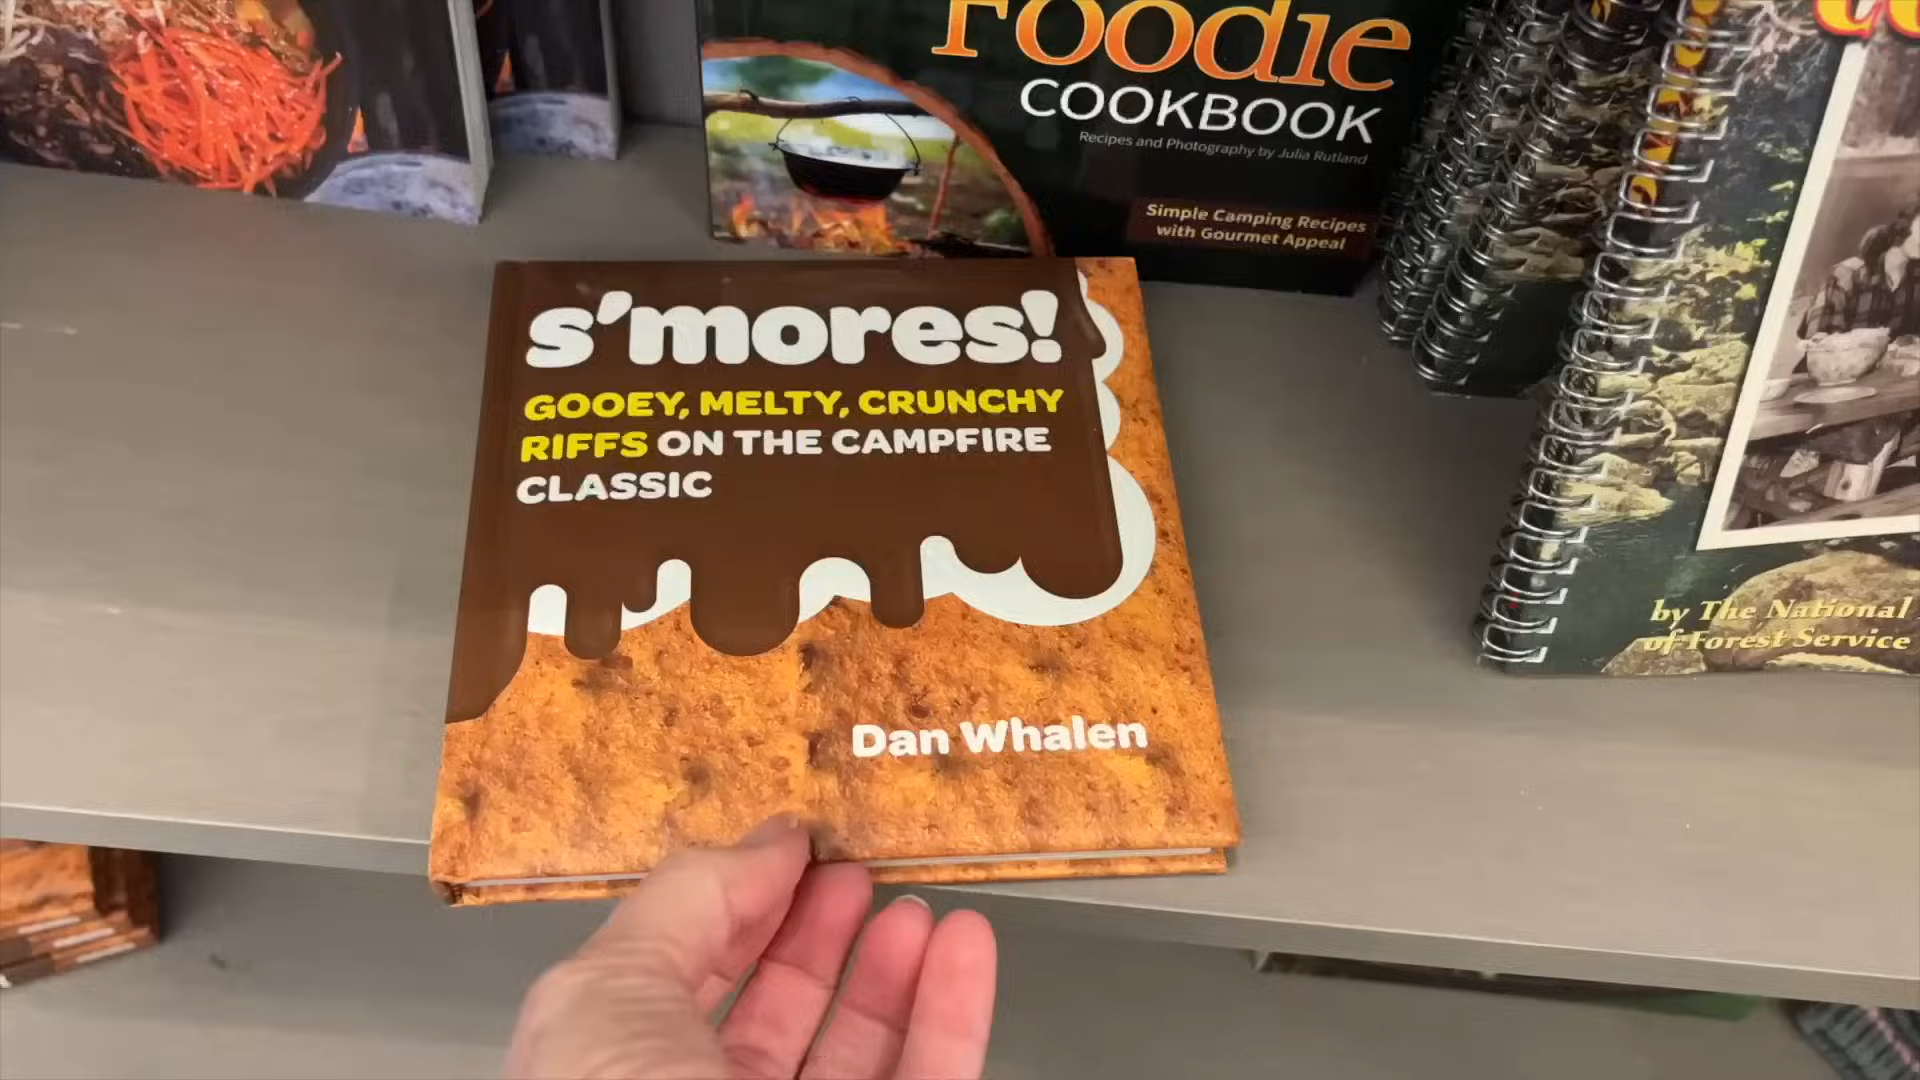 Foodie
COOKBOOK
Recipes and Photography by Julia Rutland
Simple Camping Recipes
with Gourmet Appeal
s'mores!
GOOEY, MELTY, CRUNCHY
RIFFS ON THE CAMPFIRE
CLASSIC
Dan Whalen
by The National
of Forest Service